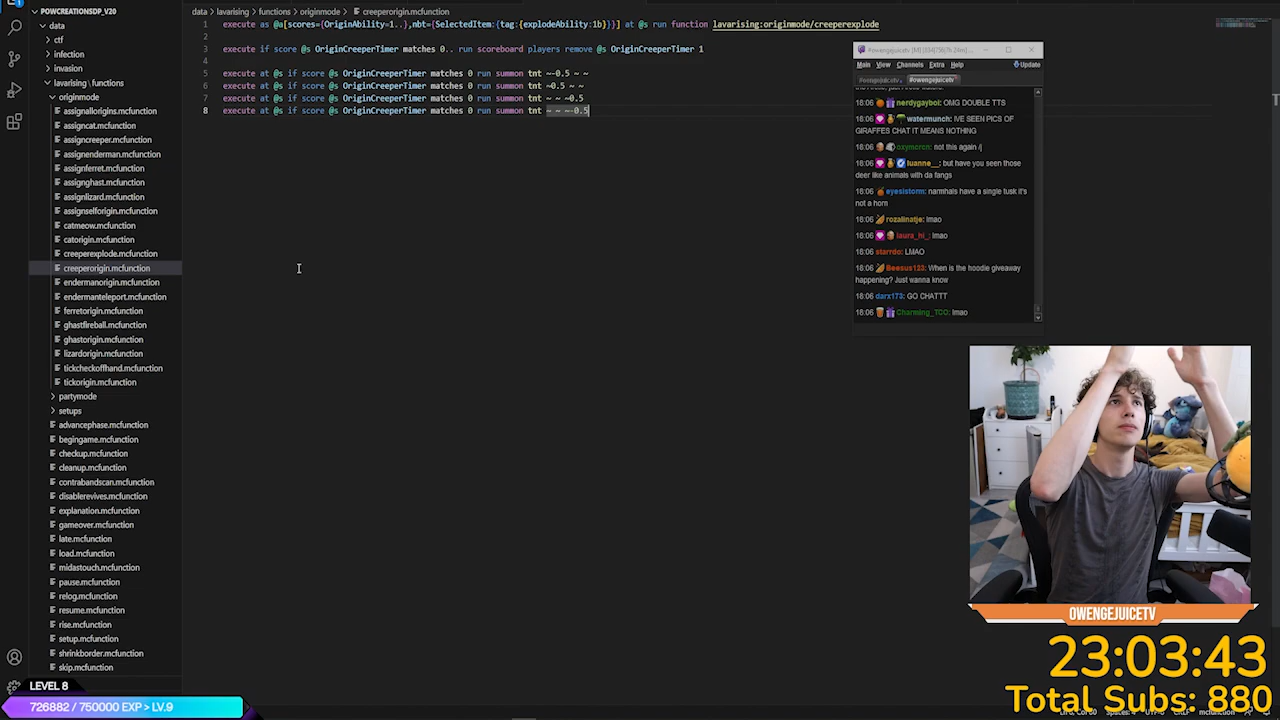 POWCREATIONSDP_V20
data
ctf
infection
invasion
lavarising \ functions
originmode
assignallorigins.mcfunction
assigncat.mcfunction
assigncreeper.mcfunction
assignenderman.mcfunction
assignferret.mcfunction
assignghast.mcfunction
assignlizard.mcfunction
assignselforigin.mcfunction
catmeow.mcfunction
catorigin.mcfunction
creeperexplode.mcfunction
creeperorigin.mcfunction
endermanorigin.mcfunction
endermanteleport.mcfunction
ferretorigin.mcfunction
ghastfireball.mcfunction
ghastorigin.mcfunction
lizardorigin.mcfunction
tickcheckoffhand.mcfunction
tickorigin.mcfunction
partymode
setups
advancephase.mcfunction
begingame.mcfunction
checkup.mcfunction
cleanup.mcfunction
contrabandscan.mcfunction
disablerevives.mcfunction
explanation.mcfunction
gameover.mcfunction
late.mcfunction
load.mcfunction
midastouch.mcfunction
pause.mcfunction
relog.mcfunction
resume.mcfunction
rise.mcfunction
setup.mcfunction
shrinkborder.mcfunction
skip.mcfunction
LEVEL 8
726882 / 750000 EXP > LV.9
data > lavarising > functions > originmode > creeperorigin.mcfunction
1 execute as @a[scores={OriginAbility=1..},nbt={SelectedItem:{tag:{explodeAbility:1b}}}] at @s run function lavarising:originmode/creeperexplode
2
3 execute if score @s OriginCreeperTimer matches 0.. run scoreboard players remove @s OriginCreeperTimer 1
4
5 execute at @s if score @s OriginCreeperTimer matches 0 run summon tnt ~-0.5 ~ ~
6 execute at @s if score @s OriginCreeperTimer matches 0 run summon tnt ~0.5 ~ ~
7 execute at @s if score @s OriginCreeperTimer matches 0 run summon tnt ~ ~ ~0.5
8 execute at @s if score @s OriginCreeperTimer matches 0 run summon tnt ~ ~ ~-0.5
Main View Channels Extra Help Update
#owengejuicetv
18:06 nerdygayboi: OMG DOUBLE TTS
18:06 watermunch: IVE SEEN PICS OF
GIRAFFES CHAT IT MEANS NOTHING
18:06 oxymorcn: not this again /j
18:06 luanne__: but have you seen those
deer like animals with da fangs
18:06 eyesistorm: narnhals have a single tusk it's
not a horn
18:06 rozalinatje: lmao
18:06 laura_hi_: lmao
18:06 starrdo: LMAO
18:06 Beesus123: When is the hoodie giveaway
happening? Just wanna know
18:06 darx173: GO CHATTT
18:06 Charming_TCO: lmao
OWENGEJUICETV
23:03:43
Total Subs: 880